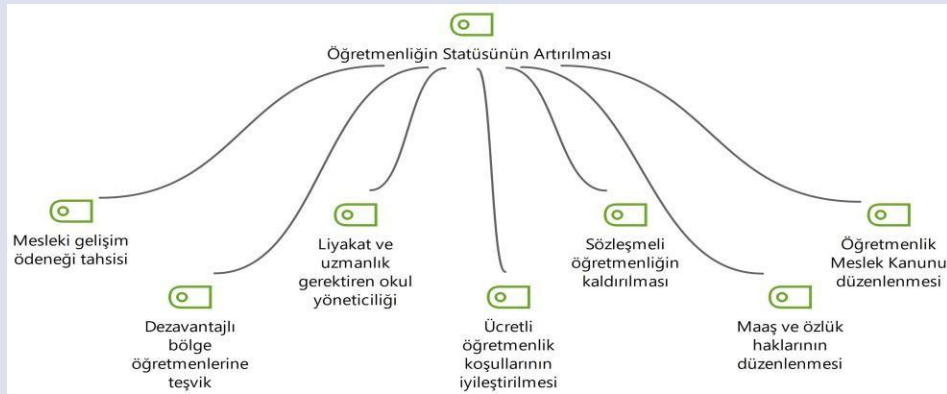 Öğretmenliğin Statüsünün Artırılması
Mesleki gelişim
ödeneği tahsisi
Dezavantajlı
bölge
öğretmenlerine
teşvik
Liyakat ve
uzmanlık
gerektiren okul
yöneticiliği
Ücretli
öğretmenlik
koşullarının
iyileştirilmesi
Sözleşmeli
öğretmenliğin
kaldırılması
Maaş ve özlük
haklarının
düzenlenmesi
Öğretmenlik
Meslek Kanunu
düzenlenmesi